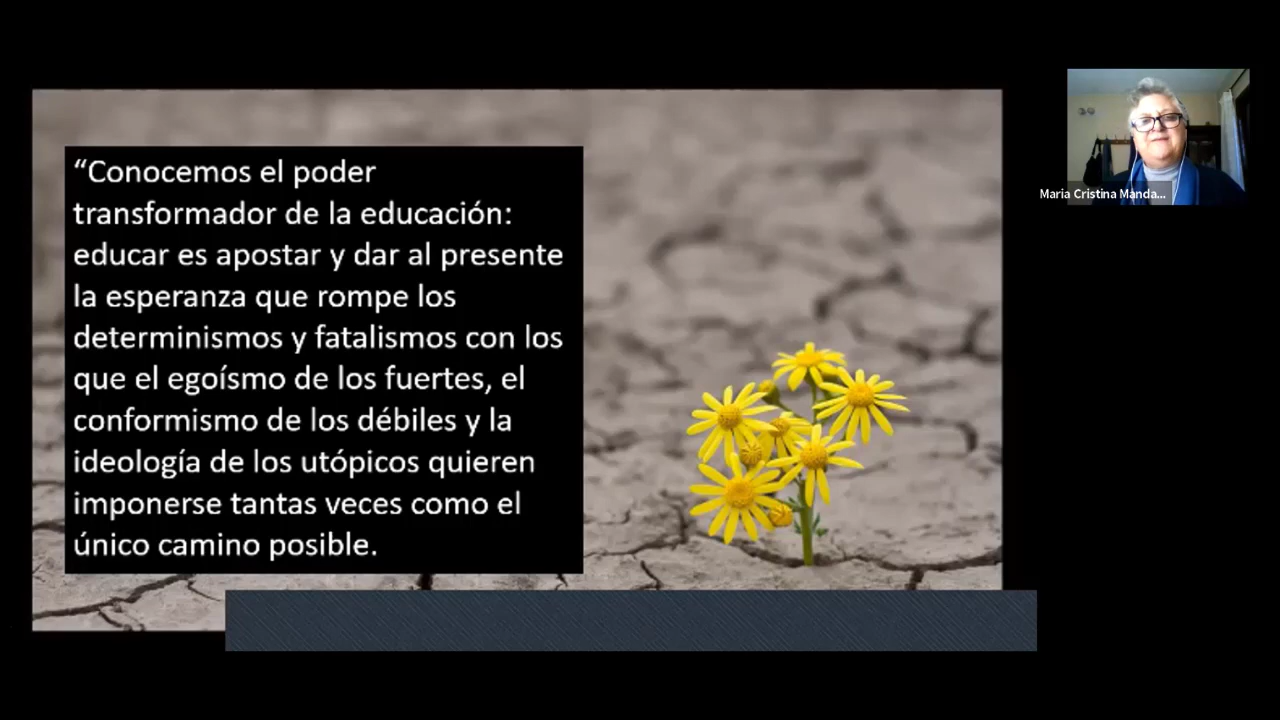 “Conocemos el poder
transformador de la educación:
educar es apostar y dar al presente
la esperanza que rompe los
determinismos y fatalismos con los
que el egoísmo de los fuertes, el
conformismo de los débiles y la
ideología de los utópicos quieren
imponerse tantas veces como el
único camino posible.
Maria Cristina Manda...